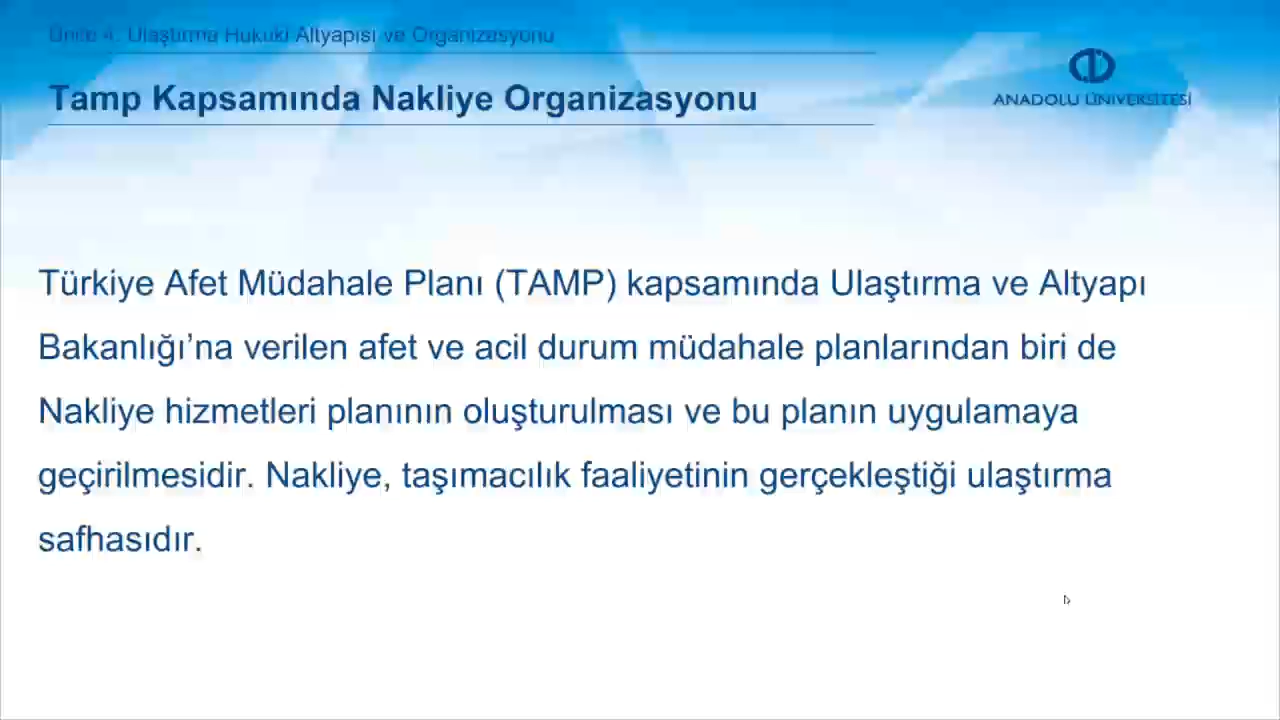 Ünite 4: Ulaştırma Hukuki Altyapısı ve Organizasyonu
Tamp Kapsamında Nakliye Organizasyonu
ANADOLU ÜNİVERSİTESİ
Türkiye Afet Müdahale Planı (TAMP) kapsamında Ulaştırma ve Altyapı
Bakanlığı’na verilen afet ve acil durum müdahale planlarından biri de
Nakliye hizmetleri planının oluşturulması ve bu planın uygulamaya
geçirilmesidir. Nakliye, taşımacılık faaliyetinin gerçekleştiği ulaştırma
safhasıdır.